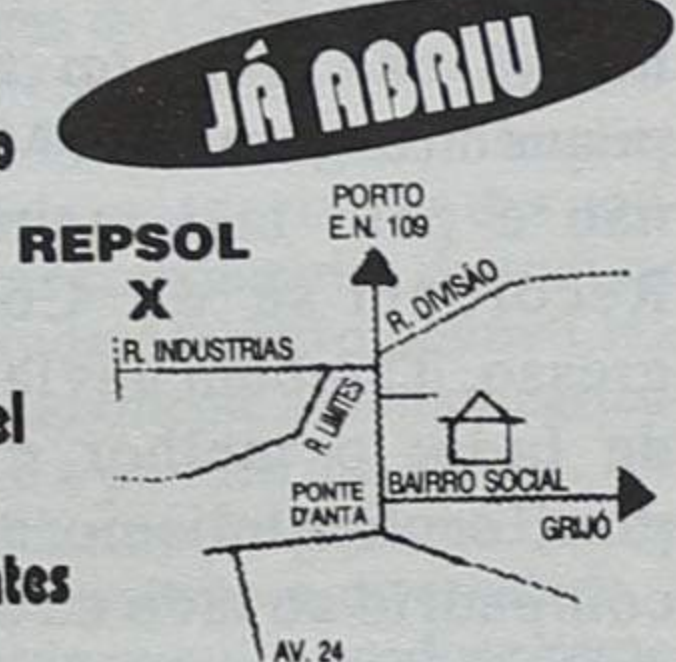 JÁ ABRIU
PORTO
E.N. 109
REPSOL
X
R. DIVISÃO
R. INDUSTRIAS
R. LIMITES
BAIRRO SOCIAL
PONTE
D'ANTA
GRIJÓ
AV. 24